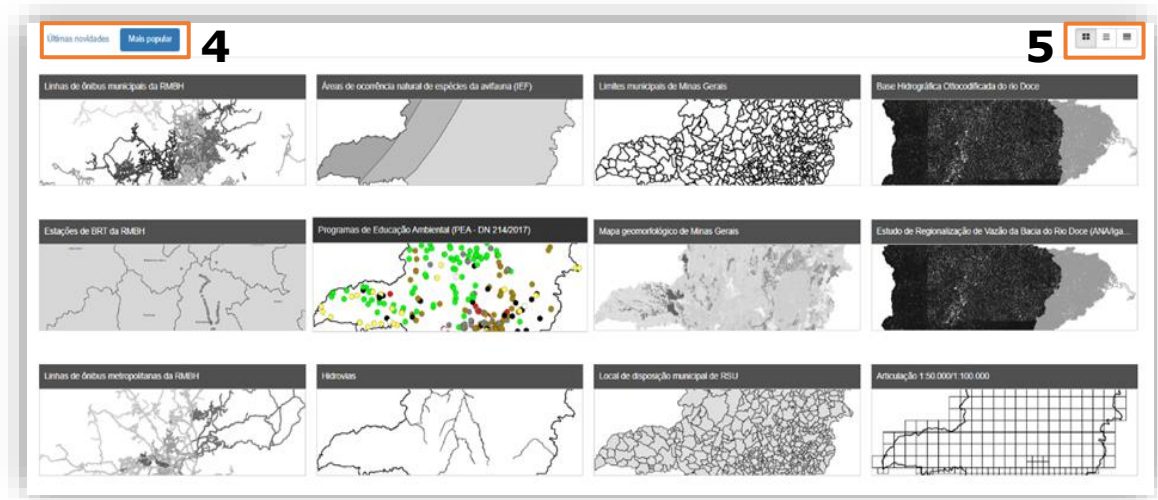 Últimas novidades Mais popular 4 5
Linhas de ônibus municipais da RMBH
Áreas de ocorrência natural de espécies da avifauna (IEF)
Limites municipais de Minas Gerais
Base Hidrográfica Ottocodificada do rio Doce
Estações de BRT da RMBH
Programas de Educação Ambiental (PEA - DN 214/2017)
Mapa geomorfológico de Minas Gerais
Estudo de Regionalização de Vazão da Bacia do Rio Doce (ANA/Iga...
Linhas de ônibus metropolitanas da RMBH
Hidrovias
Local de disposição municipal de RSU
Articulação 1:50.000/1:100.000